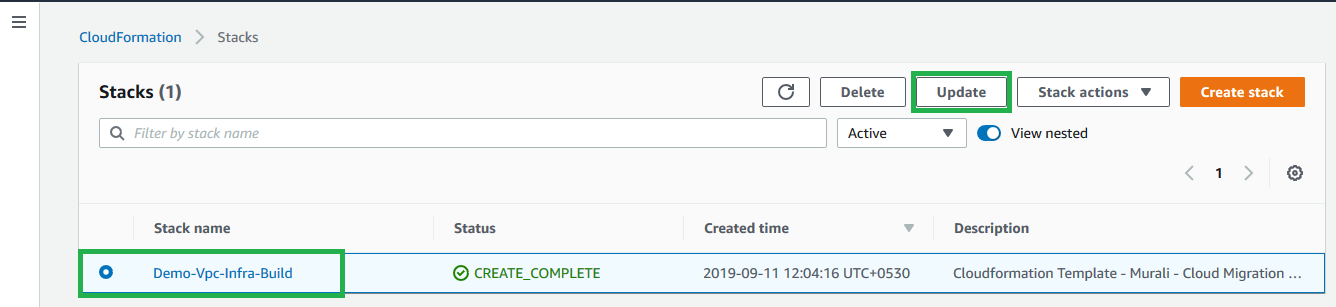 CloudFormation > Stacks
Stacks (1) Delete Update Stack actions Create stack
Filter by stack name Active View nested
1
Stack name Status Created time Description
Demo-Vpc-Infra-Build CREATE_COMPLETE 2019-09-11 12:04:16 UTC+0530 Cloudformation Template - Murali - Cloud Migration ...